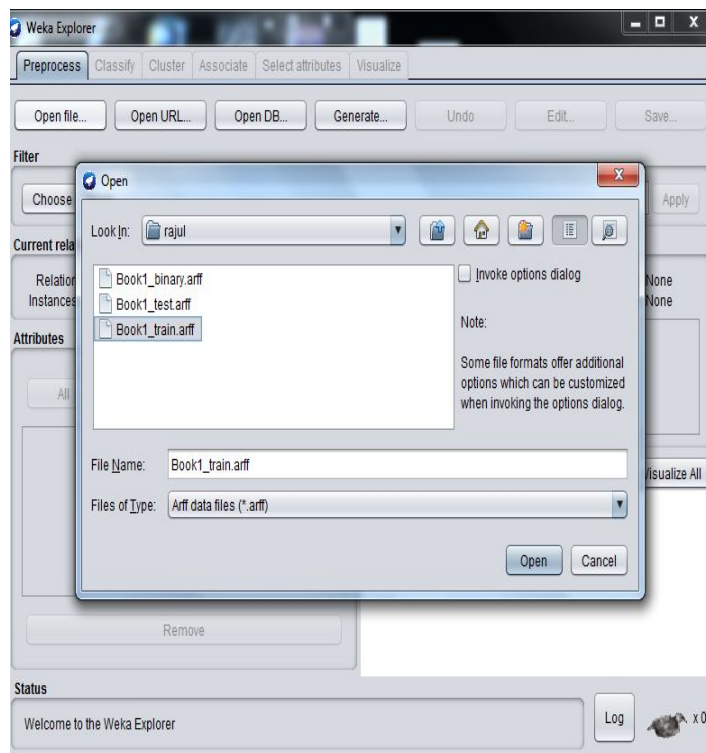 Weka Explorer
Preprocess Classify Cluster Associate Select attributes Visualize
Open file... Open URL... Open DB... Generate... Undo Edit... Save...
Filter
Choose
Apply
Open
Look In: rajul
Book1_binary.arff
Book1_test.arff
Book1_train.arff
Invoke options dialog
Note:
Some file formats offer additional
options which can be customized
when invoking the options dialog.
File Name: Book1_train.arff
Files of Type: Arff data files (*.arff)
Open Cancel
Current rela
Relation
Instances
None
None
Attributes
All
Visualize All
Remove
Status
Welcome to the Weka Explorer
Log
x 0